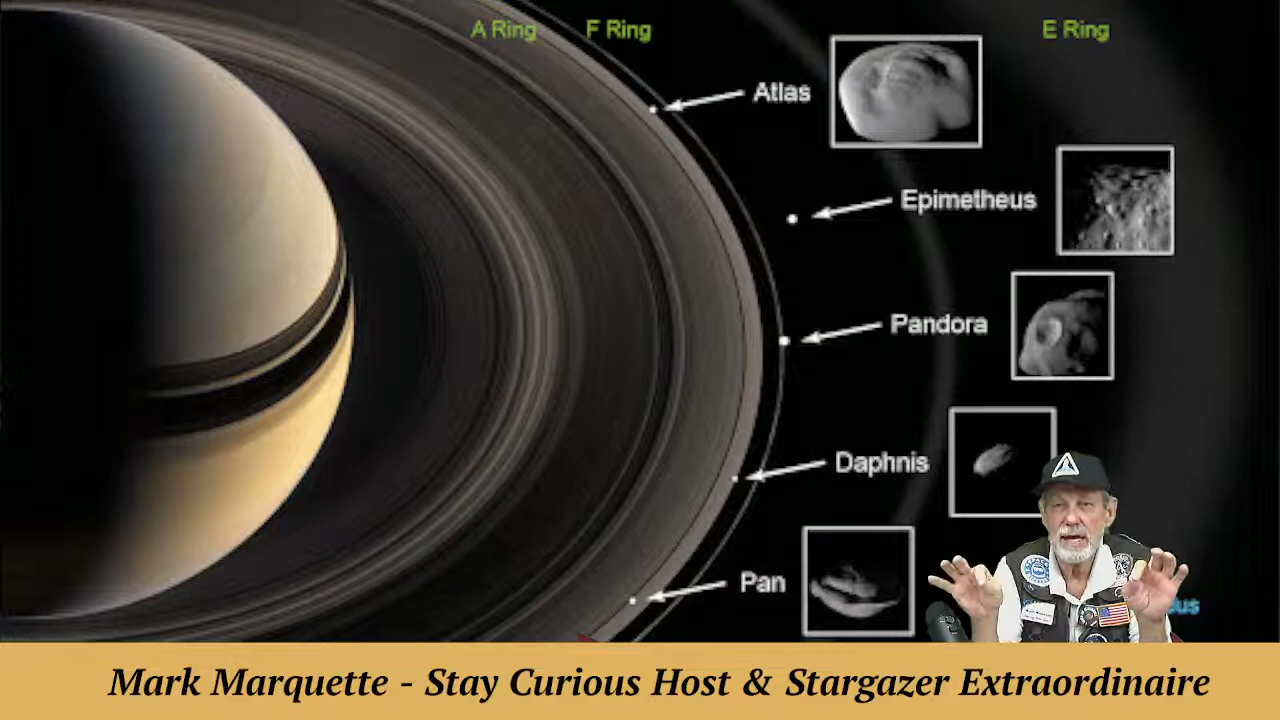 A Ring
F Ring
E Ring
Atlas
Epimetheus
Pandora
Daphnis
Pan
Mark Marquette - Stay Curious Host & Stargazer Extraordinaire